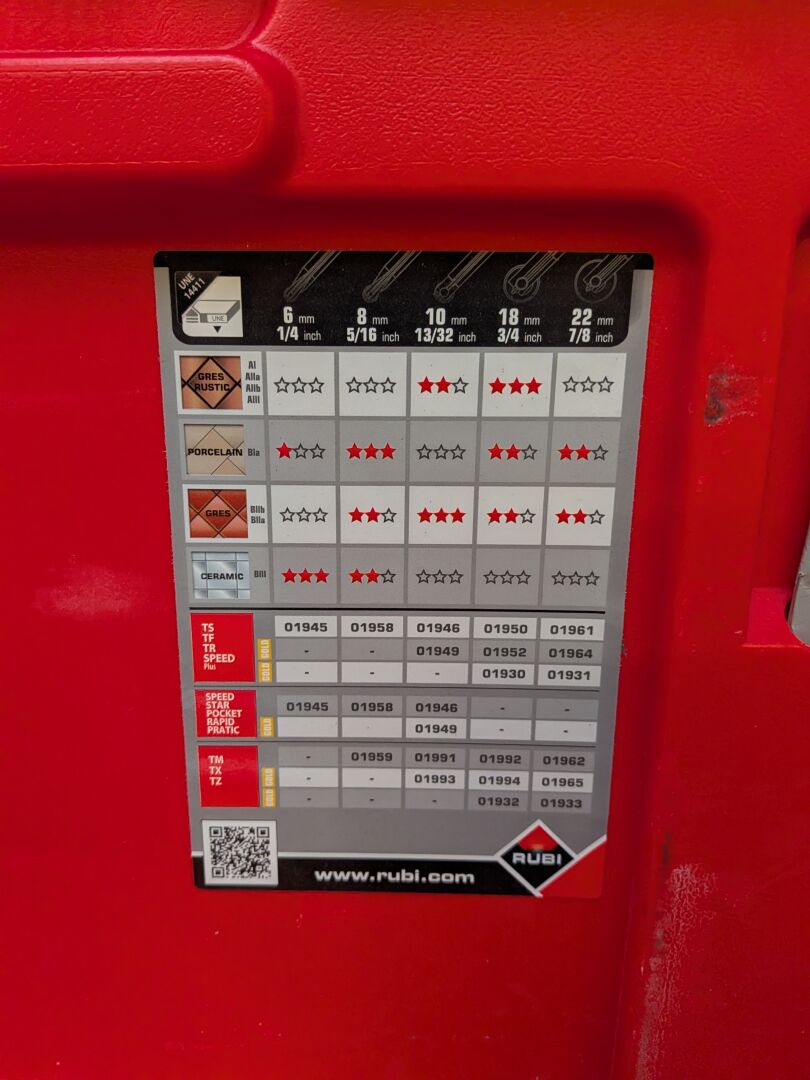 UNE
14411
UNE
6 mm 8 mm 10 mm 18 mm 22 mm
1/4 inch 5/16 inch 13/32 inch 3/4 inch 7/8 inch
GRES
RUSTIC
AI
AIIa
AIIb
AIII
PORCELAIN BIa
GRES
BIIb
BIIa
CERAMIC BIII
TS
TF
TR
SPEED
Plus
01945 01958 01946 01950 01961
GOLD - - 01949 01952 01964
GOLD - - - 01930 01931
SPEED
STAR
POCKET
RAPID
PRATIC
01945 01958 01946 - -
GOLD - - 01949 - -
TM
TX
TZ
- 01959 01991 01992 01962
GOLD - - 01993 01994 01965
GOLD - - - 01932 01933
www.rubi.com
RUBI